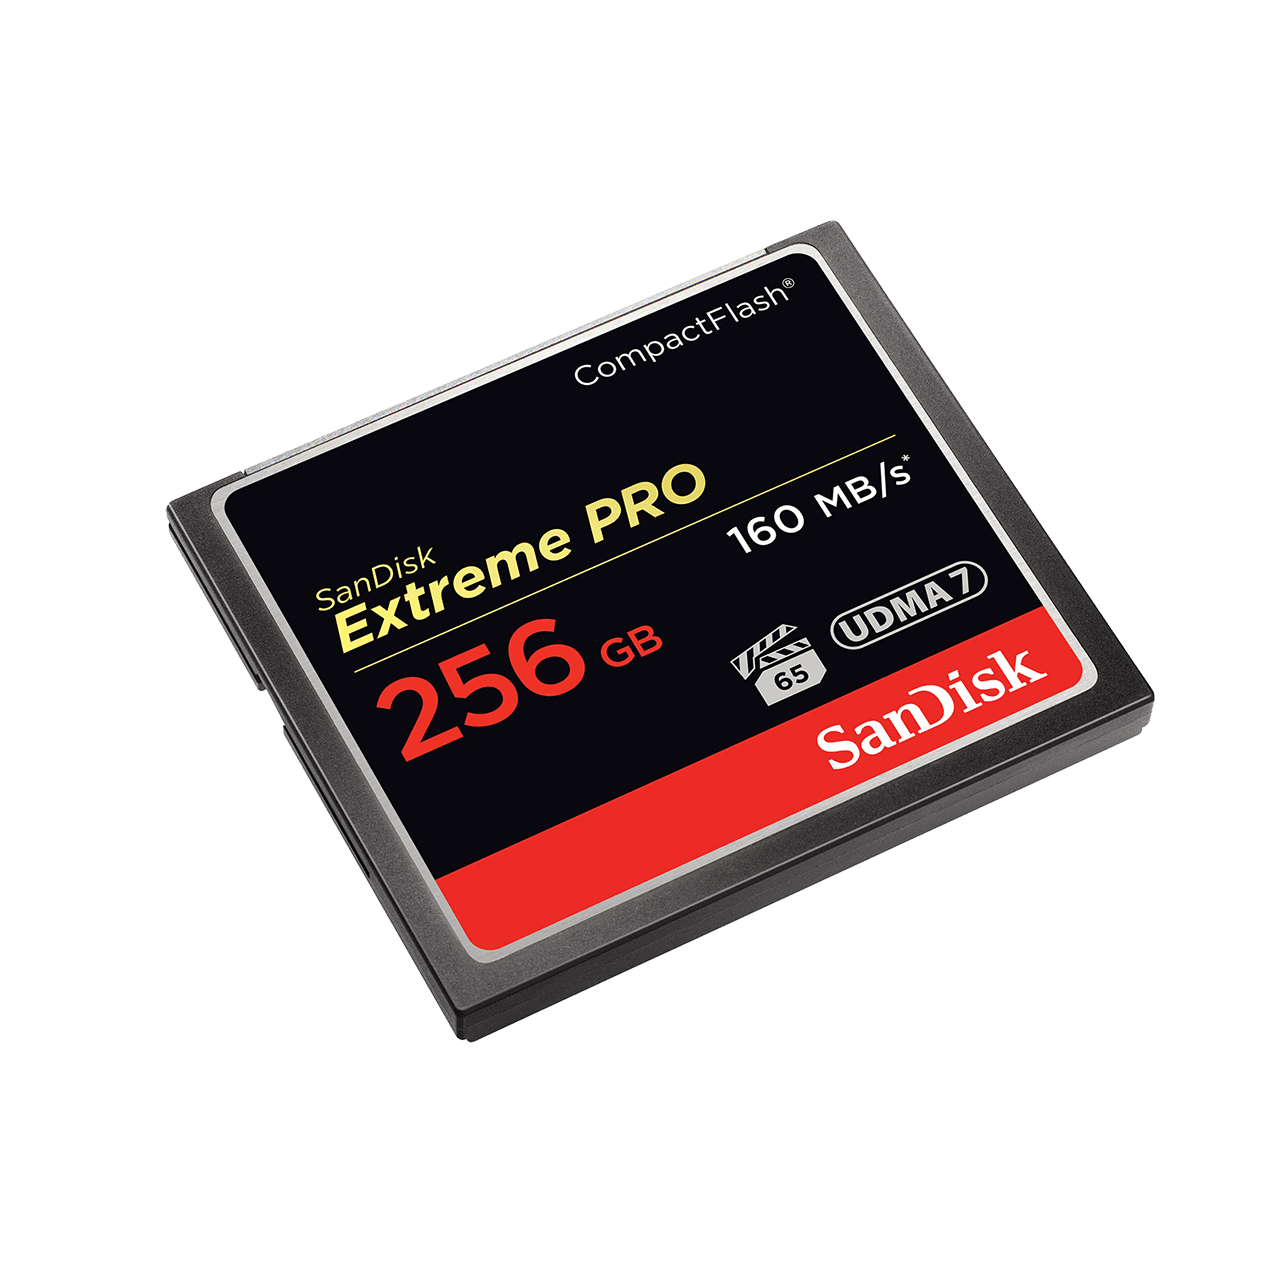 CompactFlash®
SanDisk
Extreme PRO
160 MB/s*
256 GB
UDMA 7
65
SanDisk